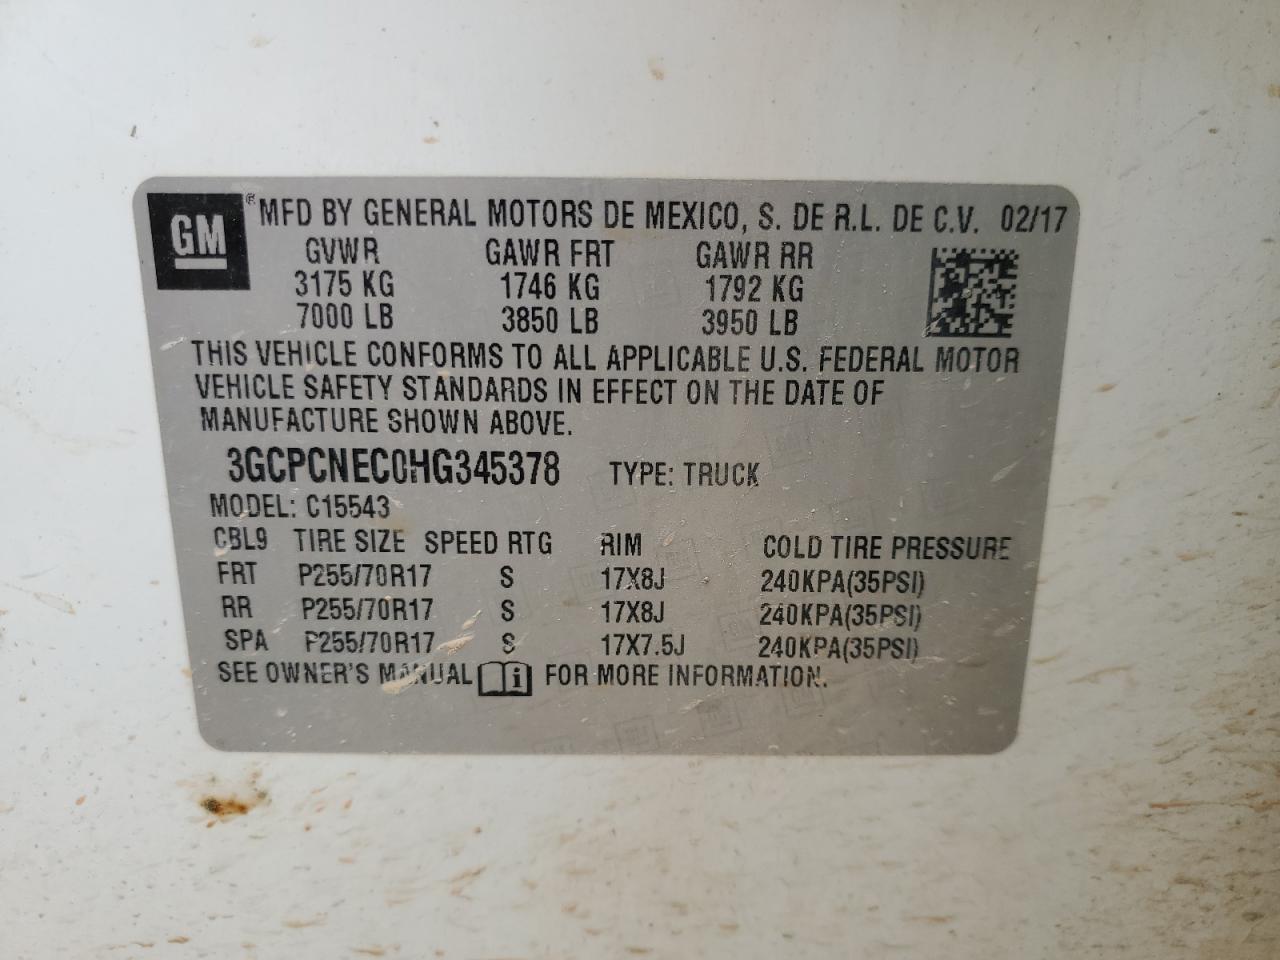 GM ® MFD BY GENERAL MOTORS DE MEXICO, S. DE R.L. DE C.V. 02/17
GVWR GAWR FRT GAWR RR
3175 KG 1746 KG 1792 KG
7000 LB 3850 LB 3950 LB
THIS VEHICLE CONFORMS TO ALL APPLICABLE U.S. FEDERAL MOTOR
VEHICLE SAFETY STANDARDS IN EFFECT ON THE DATE OF
MANUFACTURE SHOWN ABOVE.
3GCPCNEC0HG345378 TYPE: TRUCK
MODEL: C15543
CBL9 TIRE SIZE SPEED RTG RIM COLD TIRE PRESSURE
FRT P255/70R17 S 17X8J 240KPA(35PSI)
RR P255/70R17 S 17X8J 240KPA(35PSI)
SPA P255/70R17 S 17X7.5J 240KPA(35PSI)
SEE OWNER'S MANUAL i FOR MORE INFORMATION.